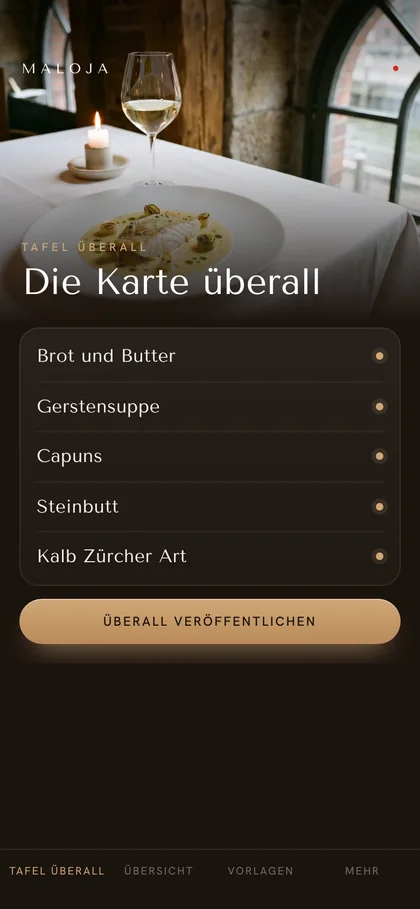 MALOJA
TAFEL ÜBERALL
Die Karte überall
Brot und Butter
Gerstensuppe
Capuns
Steinbutt
Kalb Zürcher Art
ÜBERALL VERÖFFENTLICHEN
TAFEL ÜBERALL ÜBERSICHT VORLAGEN MEHR